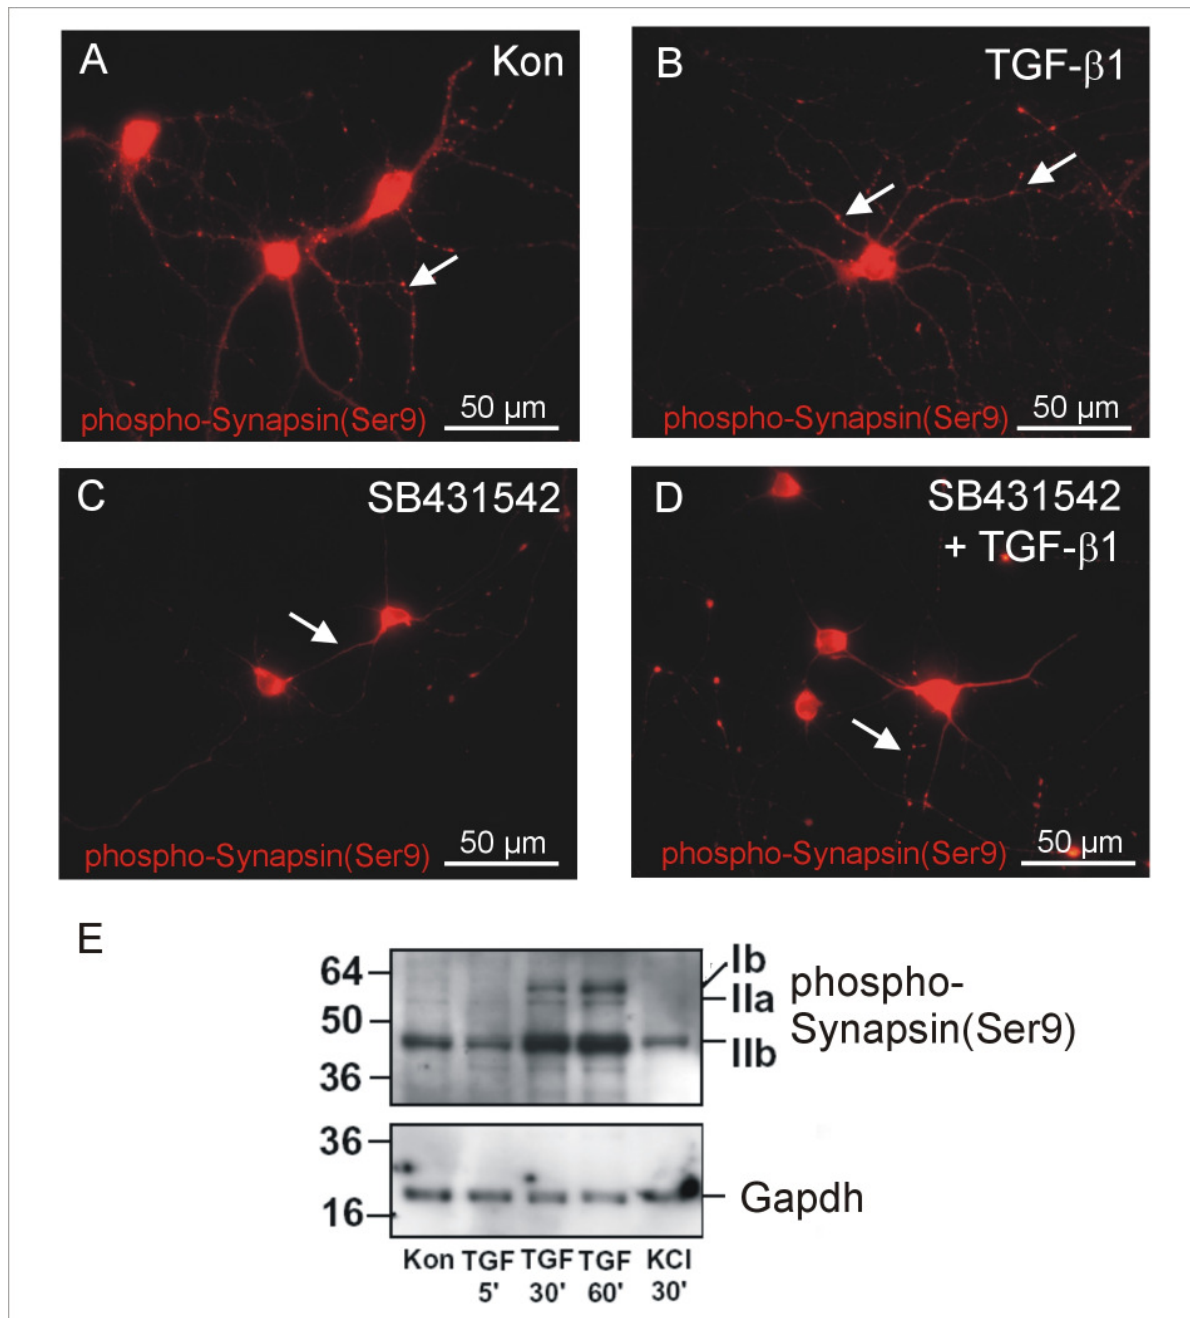 A
Kon
phospho-Synapsin(Ser9)
50 µm
B
TGF-β1
phospho-Synapsin(Ser9)
50 µm
C
SB431542
phospho-Synapsin(Ser9)
50 µm
D
SB431542
+ TGF-β1
phospho-Synapsin(Ser9)
50 µm
E
64
50
36
Ib
IIa
IIb
phospho-
Synapsin(Ser9)
36
16
Gapdh
Kon TGF TGF TGF KCl
5' 30' 60' 30'